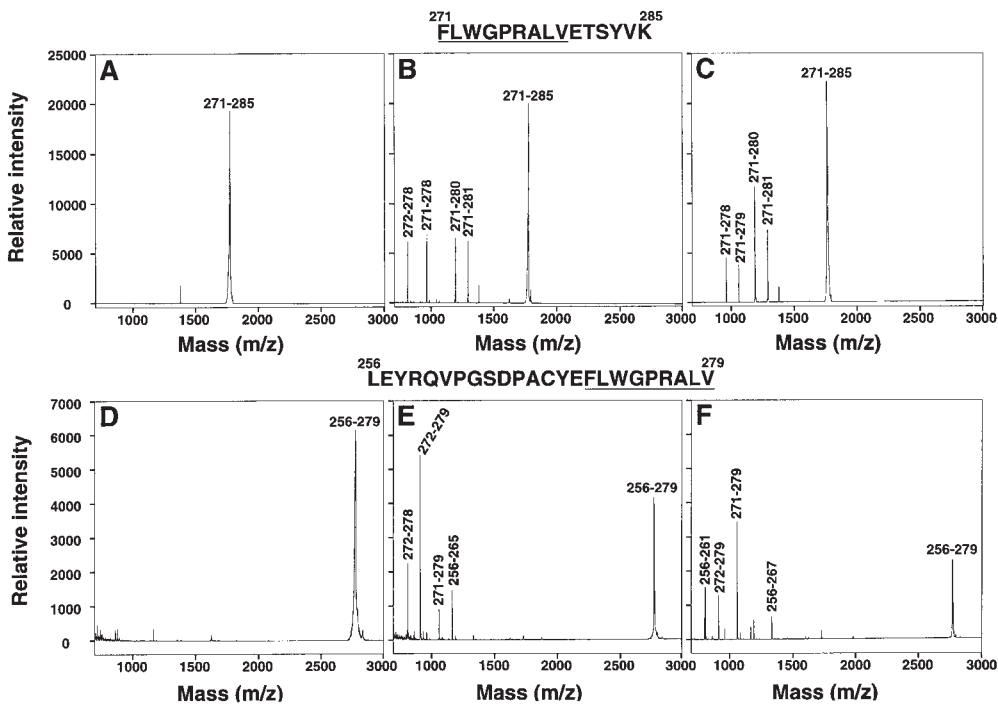 271 285
FLWGPRALVETSYVK
Relative intensity
25000
20000
15000
10000
5000
0
A
271-285
1000 2000 3000
Mass (m/z)
B
272-278
271-278
271-280
271-281
271-285
1000 1500 2000 2500 3000
Mass (m/z)
C
271-278
271-279
271-280
271-281
271-285
1000 1500 2000 2500 3000
Mass (m/z)
256 279
LEYRQVPGSDPACYEFLWGPRALV
Relative intensity
7000
6000
5000
4000
3000
2000
1000
0
D
256-279
1000 2000 3000
Mass (m/z)
E
272-278
272-279
271-279
256-265
256-279
1000 1500 2000 2500 3000
Mass (m/z)
F
256-261
272-279
271-279
256-267
256-279
1000 1500 2000 2500 3000
Mass (m/z)